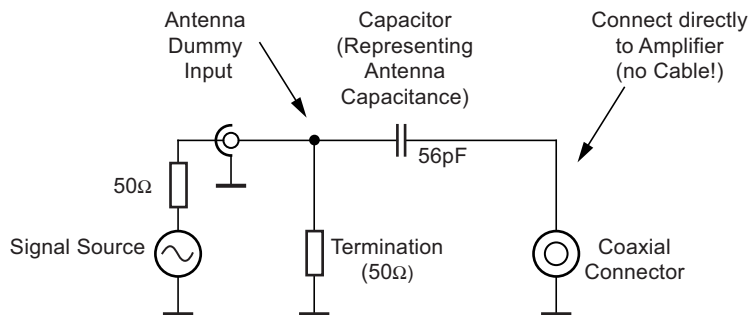 Antenna
Dummy
Input
Capacitor
(Representing
Antenna
Capacitance)
Connect directly
to Amplifier
(no Cable!)
56pF
50Ω
Signal Source
Termination
(50Ω)
Coaxial
Connector